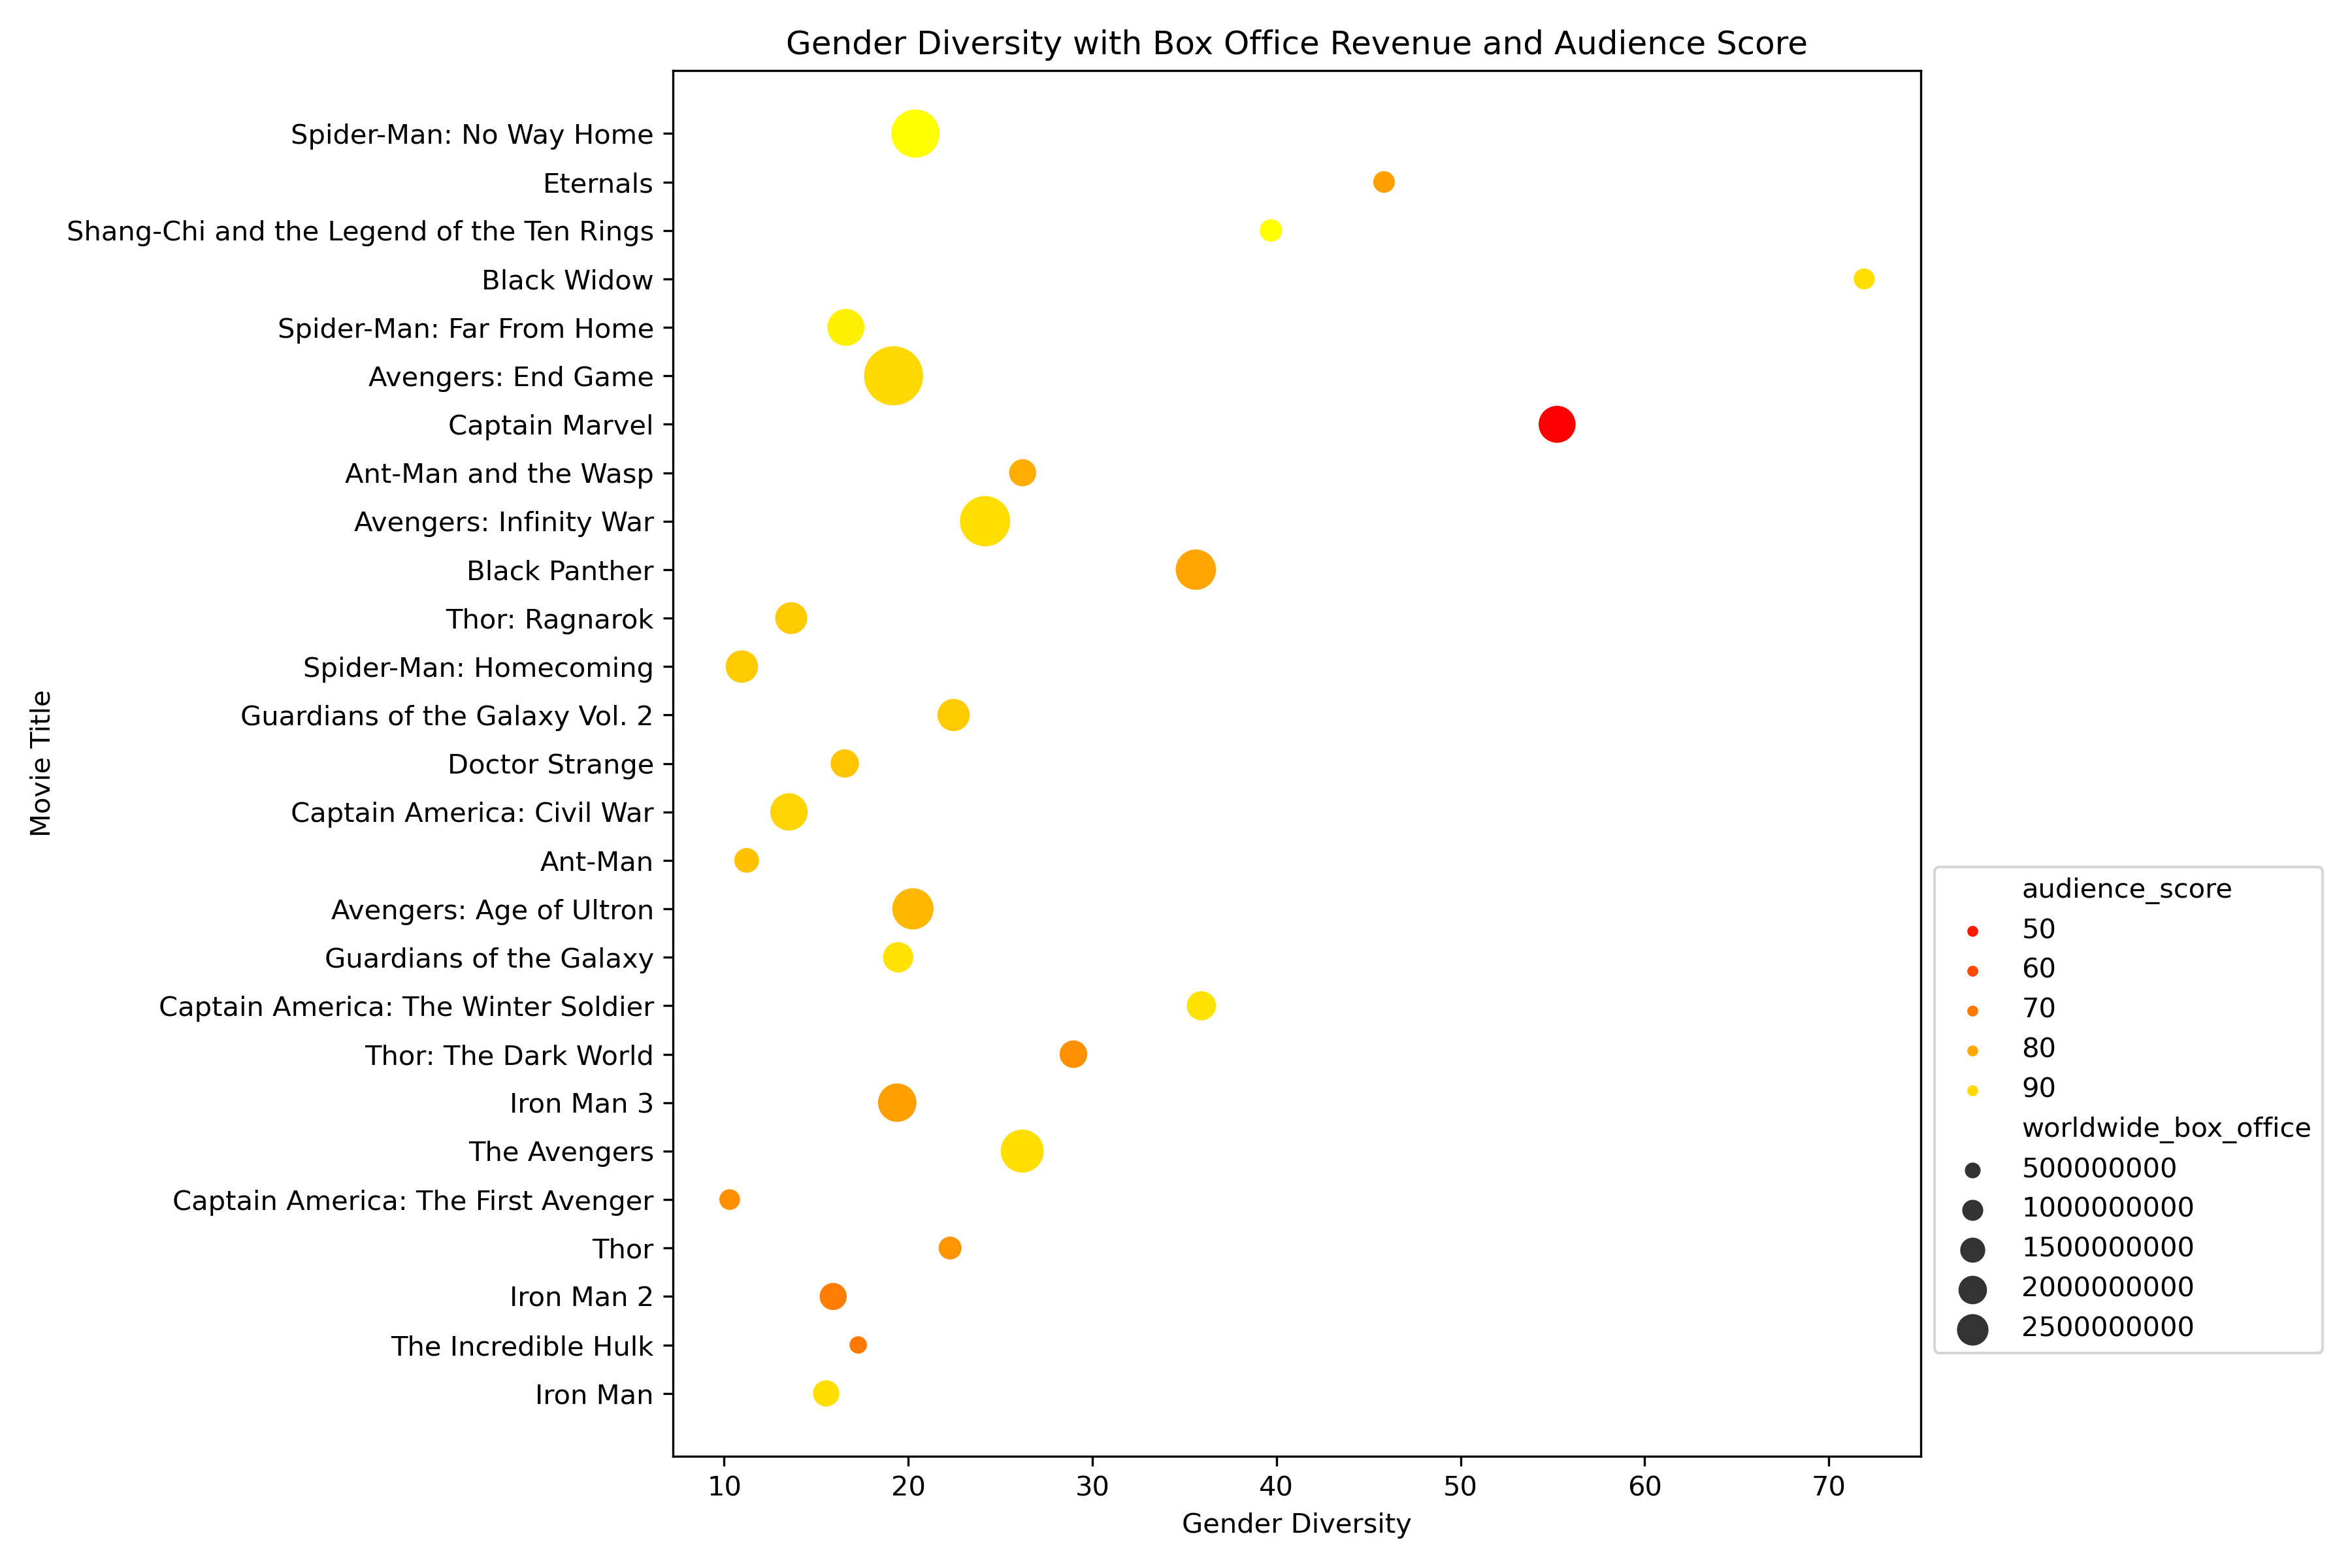 Gender Diversity with Box Office Revenue and Audience Score
Movie Title
Spider-Man: No Way Home
Eternals
Shang-Chi and the Legend of the Ten Rings
Black Widow
Spider-Man: Far From Home
Avengers: End Game
Captain Marvel
Ant-Man and the Wasp
Avengers: Infinity War
Black Panther
Thor: Ragnarok
Spider-Man: Homecoming
Guardians of the Galaxy Vol. 2
Doctor Strange
Captain America: Civil War
Ant-Man
Avengers: Age of Ultron
Guardians of the Galaxy
Captain America: The Winter Soldier
Thor: The Dark World
Iron Man 3
The Avengers
Captain America: The First Avenger
Thor
Iron Man 2
The Incredible Hulk
Iron Man
10 20 30 40 50 60 70
Gender Diversity
audience_score
50
60
70
80
90
worldwide_box_office
500000000
1000000000
1500000000
2000000000
2500000000